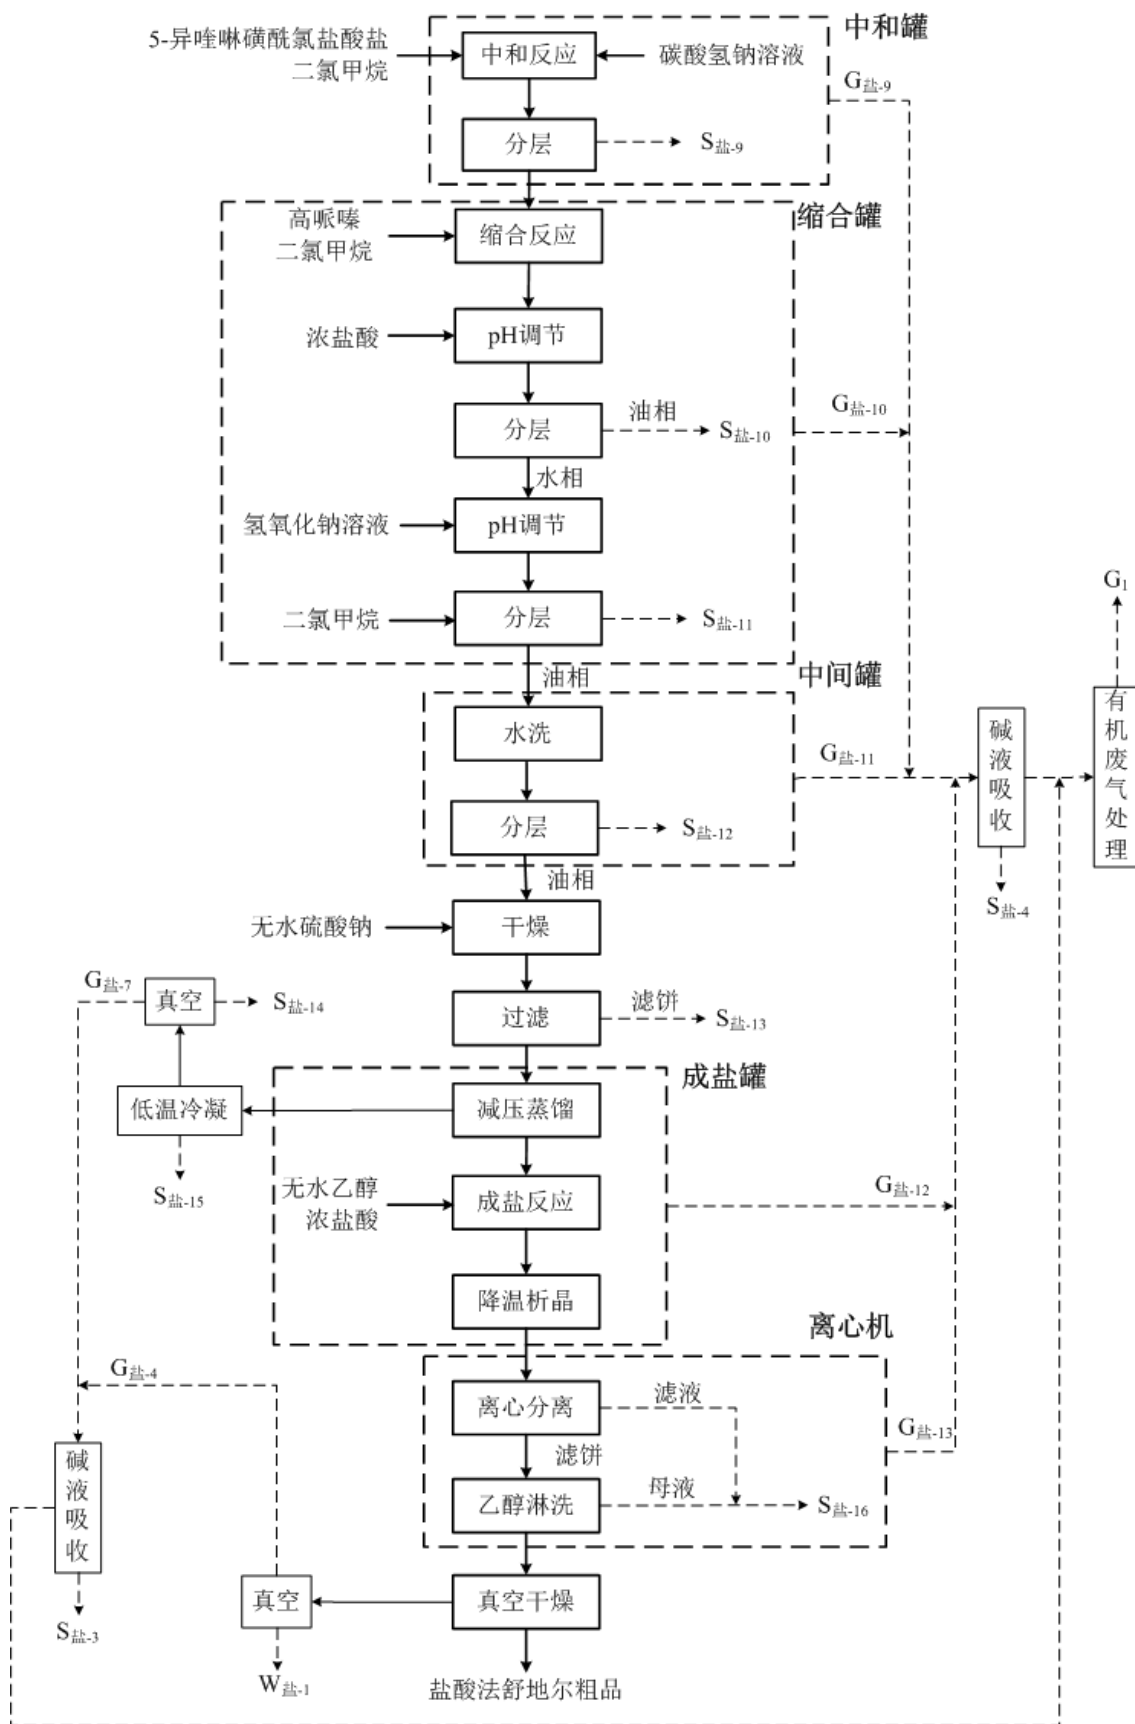 中和罐
5-异喹啉磺酰氯盐酸盐
二氯甲烷
中和反应
碳酸氢钠溶液
G盐-9
分层
S盐-9
缩合罐
高哌嗪
二氯甲烷
缩合反应
浓盐酸
pH调节
分层
油相
S盐-10
G盐-10
水相
氢氧化钠溶液
pH调节
二氯甲烷
分层
S盐-11
G1
油相
中间罐
水洗
G盐-11
碱液吸收
有机废气处理
分层
S盐-12
油相
S盐-4
无水硫酸钠
干燥
G盐-7
真空
S盐-14
过滤
滤饼
S盐-13
成盐罐
低温冷凝
减压蒸馏
S盐-15
无水乙醇
浓盐酸
成盐反应
G盐-12
降温析晶
离心机
G盐-4
离心分离
滤液
G盐-13
滤饼
碱液吸收
乙醇淋洗
母液
S盐-16
真空
真空干燥
S盐-3
W盐-1
盐酸法舒地尔粗品